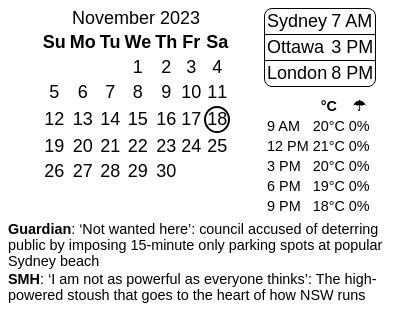 November 2023
Su Mo Tu We Th Fr Sa
1 2 3 4
5 6 7 8 9 10 11
12 13 14 15 16 17 18
19 20 21 22 23 24 25
26 27 28 29 30
Sydney 7 AM
Ottawa 3 PM
London 8 PM
°C ☂
9 AM 20°C 0%
12 PM 21°C 0%
3 PM 20°C 0%
6 PM 19°C 0%
9 PM 18°C 0%
Guardian: ‘Not wanted here’: council accused of deterring
public by imposing 15-minute only parking spots at popular
Sydney beach
SMH: ‘I am not as powerful as everyone thinks’: The high-
powered stoush that goes to the heart of how NSW runs